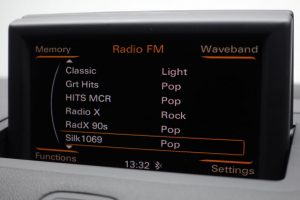 Memory Radio FM Waveband
Classic Light
Grt Hits Pop
HITS MCR Pop
Radio X Rock
RadX 90s Pop
Silk1069 Pop
Functions 13:32 Settings